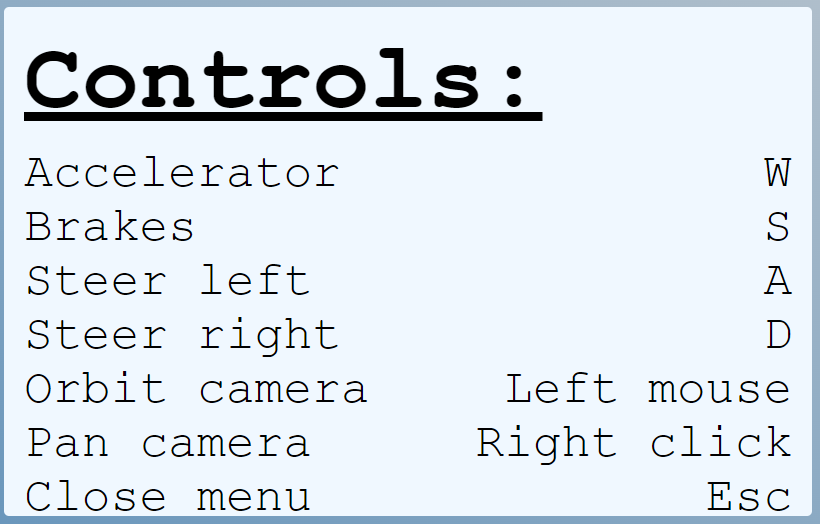 Controls:
Accelerator W
Brakes S
Steer left A
Steer right D
Orbit camera Left mouse
Pan camera Right click
Close menu Esc